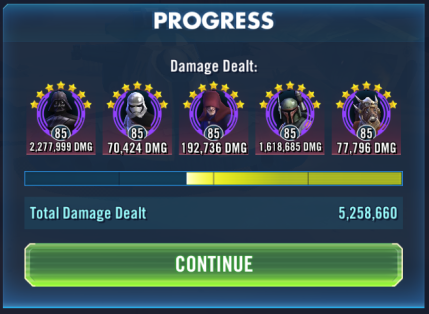 PROGRESS
Damage Dealt:
85 85 85 85 85
2,277,999 DMG 70,424 DMG 192,736 DMG 1,618,685 DMG 77,796 DMG
Total Damage Dealt 5,258,660
CONTINUE